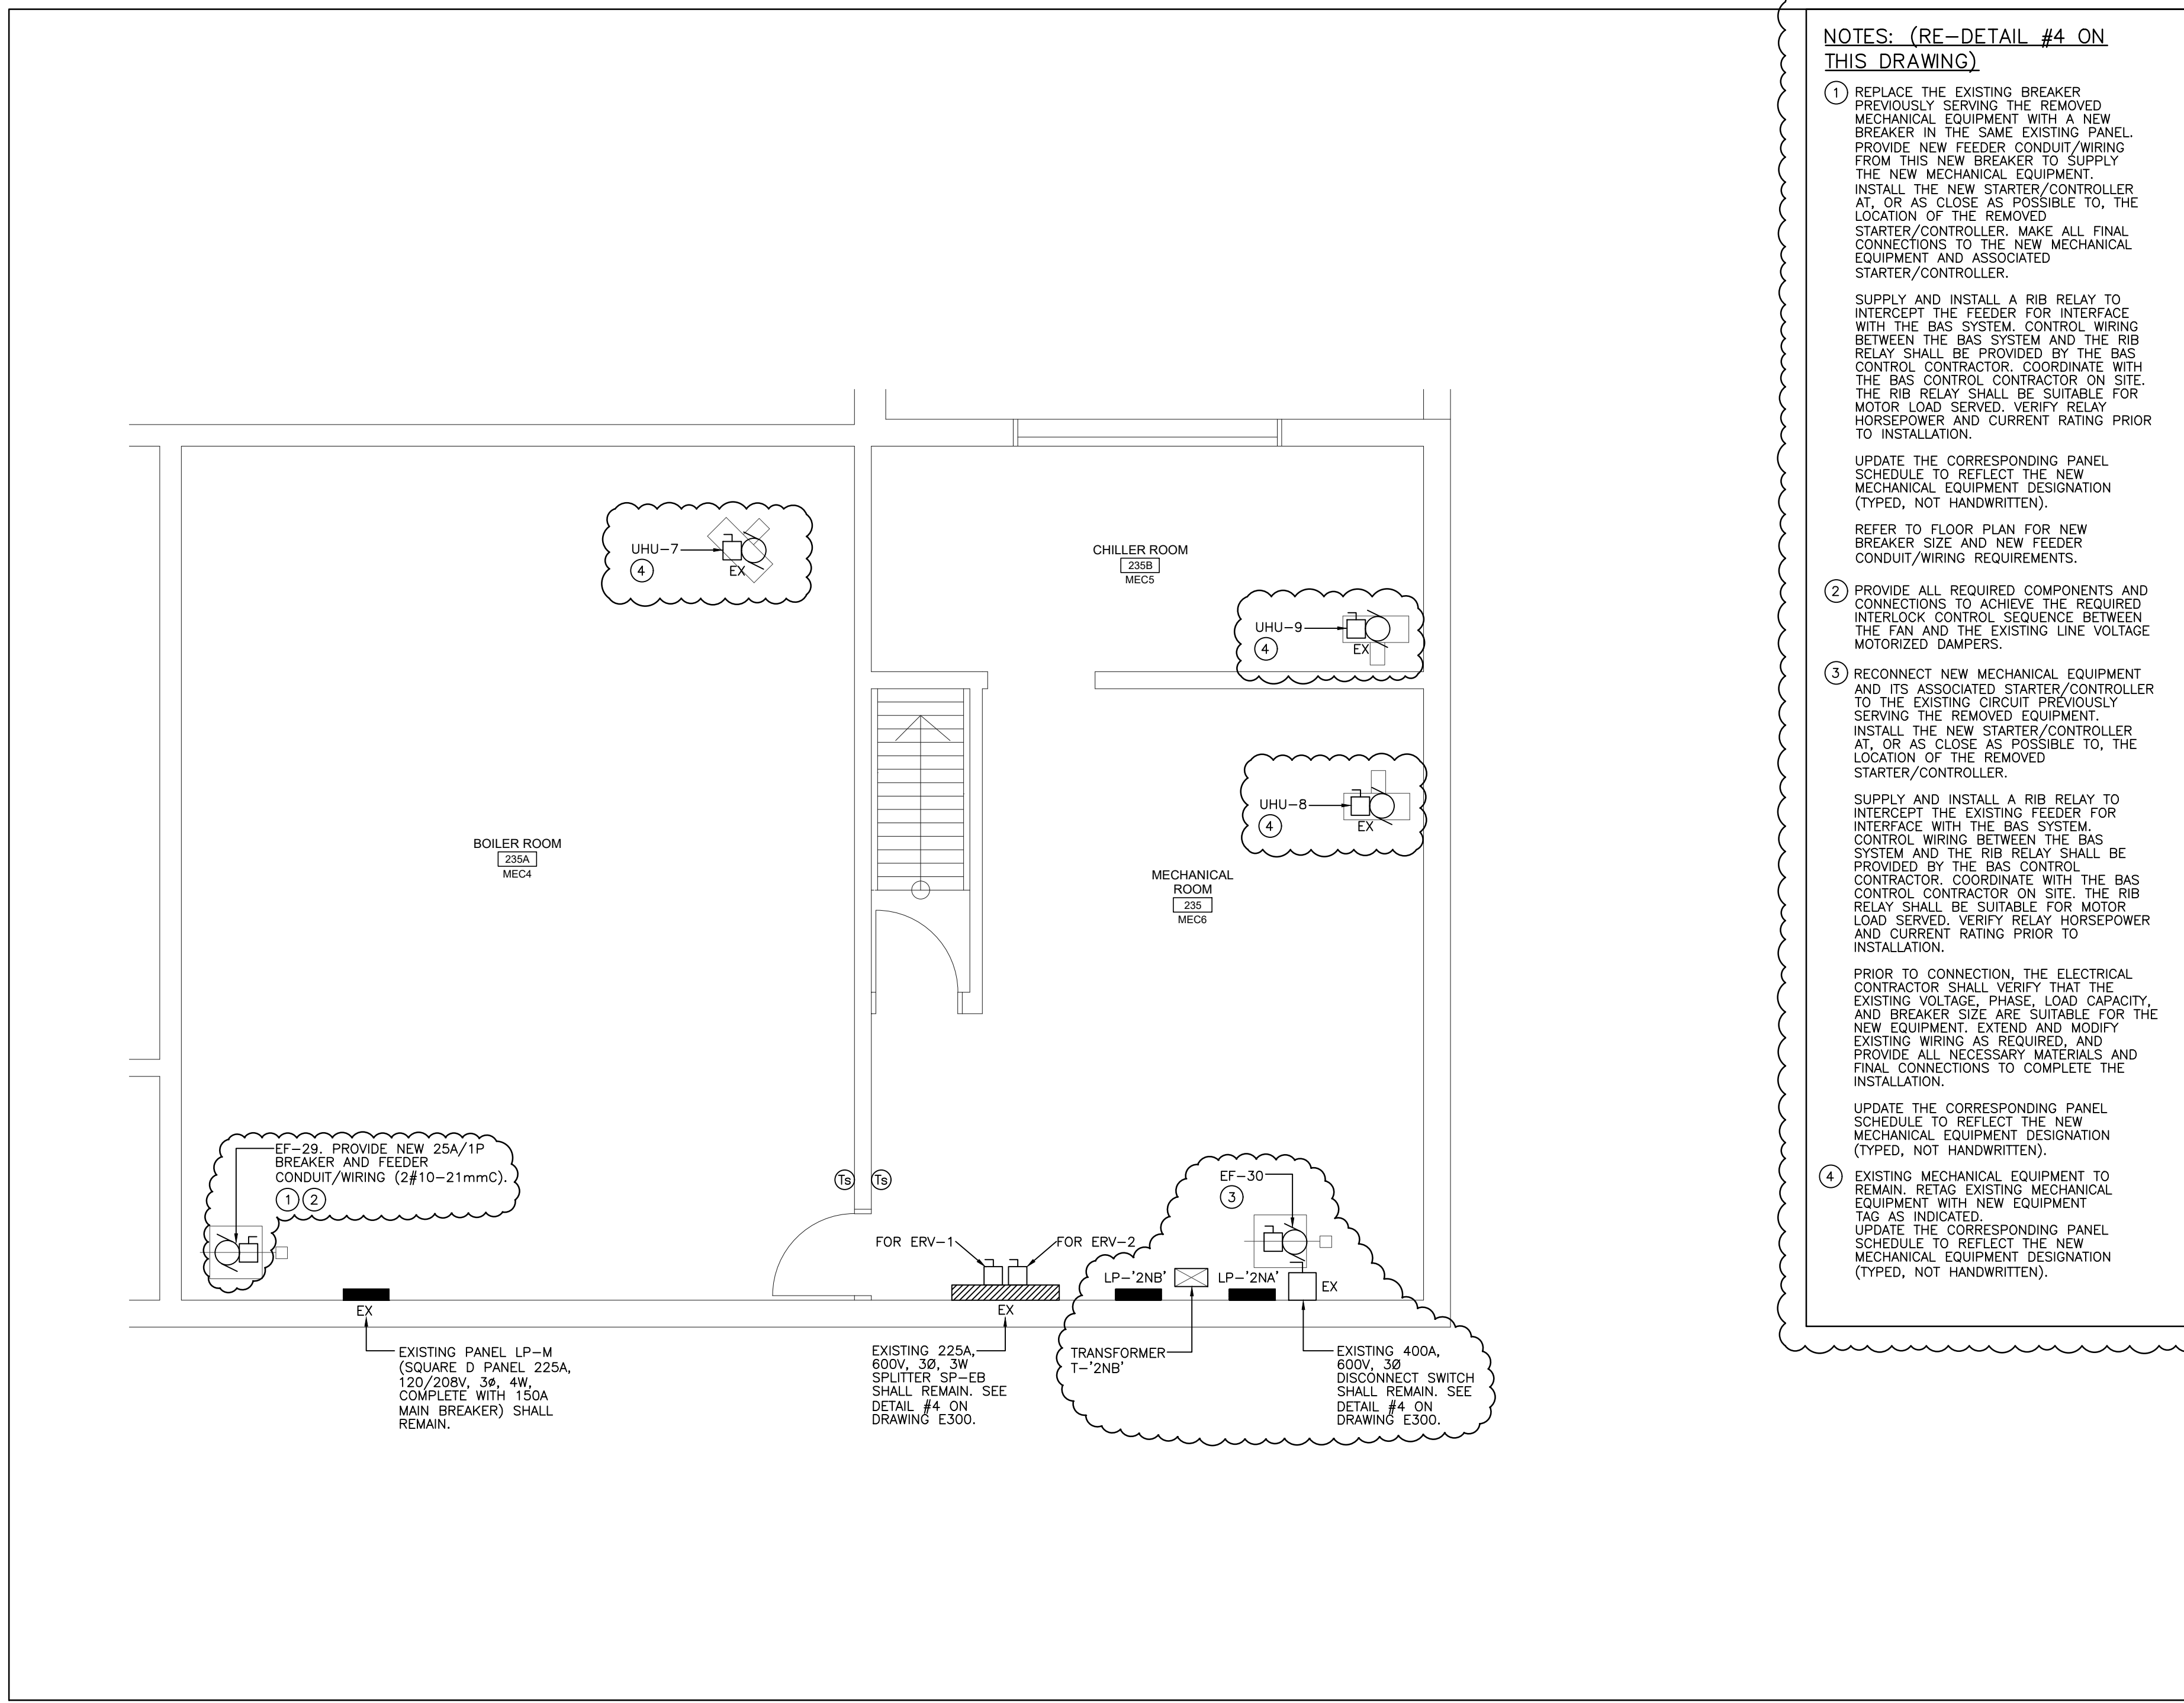 NOTES: (RE-DETAIL #4 ON
THIS DRAWING)
1 REPLACE THE EXISTING BREAKER
PREVIOUSLY SERVING THE REMOVED
MECHANICAL EQUIPMENT WITH A NEW
BREAKER IN THE SAME EXISTING PANEL.
PROVIDE NEW FEEDER CONDUIT/WIRING
FROM THIS NEW BREAKER TO SUPPLY
THE NEW MECHANICAL EQUIPMENT.
INSTALL THE NEW STARTER/CONTROLLER
AT, OR AS CLOSE AS POSSIBLE TO, THE
LOCATION OF THE REMOVED
STARTER/CONTROLLER. MAKE ALL FINAL
CONNECTIONS TO THE NEW MECHANICAL
EQUIPMENT AND ASSOCIATED
STARTER/CONTROLLER.
SUPPLY AND INSTALL A RIB RELAY TO
INTERCEPT THE FEEDER FOR INTERFACE
WITH THE BAS SYSTEM. CONTROL WIRING
BETWEEN THE BAS SYSTEM AND THE RIB
RELAY SHALL BE PROVIDED BY THE BAS
CONTROL CONTRACTOR. COORDINATE WITH
THE BAS CONTROL CONTRACTOR ON SITE.
THE RIB RELAY SHALL BE SUITABLE FOR
MOTOR LOAD SERVED. VERIFY RELAY
HORSEPOWER AND CURRENT RATING PRIOR
TO INSTALLATION.
UPDATE THE CORRESPONDING PANEL
SCHEDULE TO REFLECT THE NEW
MECHANICAL EQUIPMENT DESIGNATION
(TYPED, NOT HANDWRITTEN).
REFER TO FLOOR PLAN FOR NEW
BREAKER SIZE AND NEW FEEDER
CONDUIT/WIRING REQUIREMENTS.
2 PROVIDE ALL REQUIRED COMPONENTS AND
CONNECTIONS TO ACHIEVE THE REQUIRED
INTERLOCK CONTROL SEQUENCE BETWEEN
THE FAN AND THE EXISTING LINE VOLTAGE
MOTORIZED DAMPERS.
3 RECONNECT NEW MECHANICAL EQUIPMENT
AND ITS ASSOCIATED STARTER/CONTROLLER
TO THE EXISTING CIRCUIT PREVIOUSLY
SERVING THE REMOVED EQUIPMENT.
INSTALL THE NEW STARTER/CONTROLLER
AT, OR AS CLOSE AS POSSIBLE TO, THE
LOCATION OF THE REMOVED
STARTER/CONTROLLER.
SUPPLY AND INSTALL A RIB RELAY TO
INTERCEPT THE EXISTING FEEDER FOR
INTERFACE WITH THE BAS SYSTEM.
CONTROL WIRING BETWEEN THE BAS
SYSTEM AND THE RIB RELAY SHALL BE
PROVIDED BY THE BAS CONTROL
CONTRACTOR. COORDINATE WITH THE BAS
CONTROL CONTRACTOR ON SITE. THE RIB
RELAY SHALL BE SUITABLE FOR MOTOR
LOAD SERVED. VERIFY RELAY HORSEPOWER
AND CURRENT RATING PRIOR TO
INSTALLATION.
PRIOR TO CONNECTION, THE ELECTRICAL
CONTRACTOR SHALL VERIFY THAT THE
EXISTING VOLTAGE, PHASE, LOAD CAPACITY,
AND BREAKER SIZE ARE SUITABLE FOR THE
NEW EQUIPMENT. EXTEND AND MODIFY
EXISTING WIRING AS REQUIRED, AND
PROVIDE ALL NECESSARY MATERIALS AND
FINAL CONNECTIONS TO COMPLETE THE
INSTALLATION.
UPDATE THE CORRESPONDING PANEL
SCHEDULE TO REFLECT THE NEW
MECHANICAL EQUIPMENT DESIGNATION
(TYPED, NOT HANDWRITTEN).
4 EXISTING MECHANICAL EQUIPMENT TO
REMAIN. RETAG EXISTING MECHANICAL
EQUIPMENT WITH NEW EQUIPMENT
TAG AS INDICATED.
UPDATE THE CORRESPONDING PANEL
SCHEDULE TO REFLECT THE NEW
MECHANICAL EQUIPMENT DESIGNATION
(TYPED, NOT HANDWRITTEN).
UHU-7
4
EX
CHILLER ROOM
235B
MEC5
UHU-9
4
EX
UHU-8
4
EX
BOILER ROOM
235A
MEC4
MECHANICAL
ROOM
235
MEC6
EF-29. PROVIDE NEW 25A/1P
BREAKER AND FEEDER
CONDUIT/WIRING (2#10-21mmC).
1 2
Ts Ts
EF-30
3
FOR ERV-1 FOR ERV-2
LP-'2NB' LP-'2NA'
EX
EX
EX
EXISTING PANEL LP-M
(SQUARE D PANEL 225A,
120/208V, 3ø, 4W,
COMPLETE WITH 150A
MAIN BREAKER) SHALL
REMAIN.
EXISTING 225A,
600V, 3Ø, 3W
SPLITTER SP-EB
SHALL REMAIN. SEE
DETAIL #4 ON
DRAWING E300.
TRANSFORMER
T-'2NB'
EXISTING 400A,
600V, 3Ø
DISCONNECT SWITCH
SHALL REMAIN. SEE
DETAIL #4 ON
DRAWING E300.